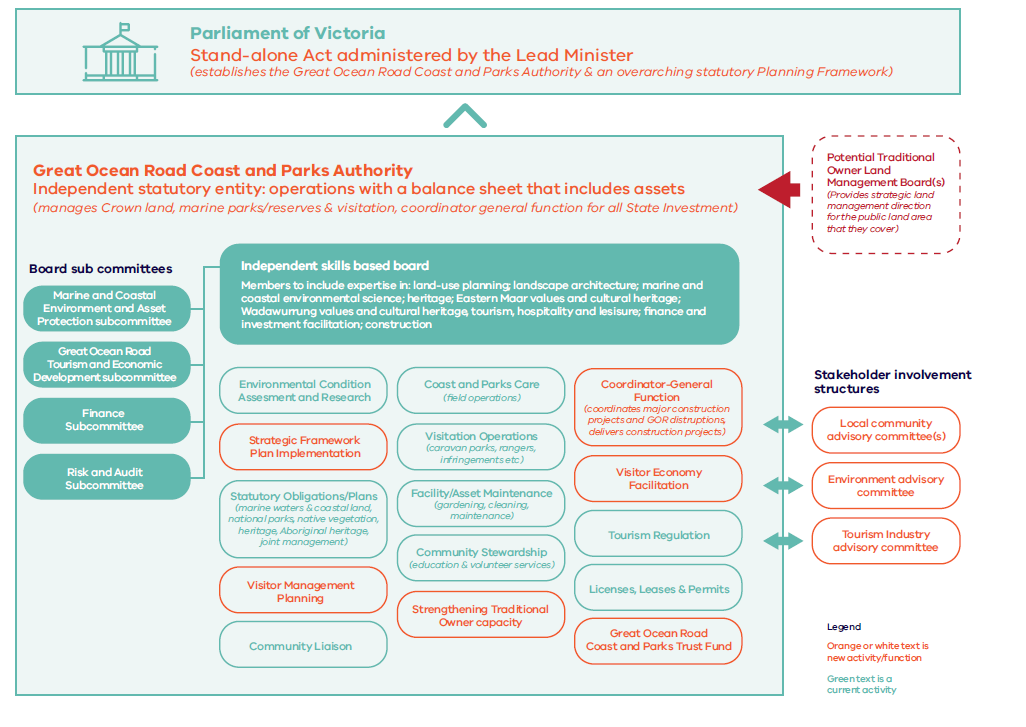 Parliament of Victoria
Stand-alone Act administered by the Lead Minister
(establishes the Great Ocean Road Coast and Parks Authority & an overarching statutory Planning Framework)
Great Ocean Road Coast and Parks Authority
Independent statutory entity: operations with a balance sheet that includes assets
(manages Crown land, marine parks/reserves & visitation, coordinator general function for all State Investment)
Potential Traditional
Owner Land
Management Board(s)
(Provides strategic land
management direction
for the public land area
that they cover)
Board sub committees
Marine and Coastal
Environment and Asset
Protection subcommittee
Great Ocean Road
Tourism and Economic
Development subcommittee
Finance
Subcommittee
Risk and Audit
Subcommittee
Independent skills based board
Members to include expertise in: land-use planning; landscape architecture; marine and
coastal environmental science; heritage; Eastern Maar values and cultural heritage;
Wadawurrung values and cultural heritage, tourism, hospitality and lesisure; finance and
investment facilitation; construction
Environmental Condition
Assesment and Research
Strategic Framework
Plan Implementation
Statutory Obligations/Plans
(marine waters & coastal land,
national parks, native vegetation,
heritage, Aboriginal heritage,
joint management)
Visitor Management
Planning
Community Liaison
Coast and Parks Care
(field operations)
Visitation Operations
(caravan parks, rangers,
infringements etc)
Facility/Asset Maintenance
(gardening, cleaning,
maintenance)
Community Stewardship
(education & volunteer services)
Strengthening Traditional
Owner capacity
Coordinator-General
Function
(coordinates major construction
projects and GOR distruptions,
delivers construction projects)
Visitor Economy
Facilitation
Tourism Regulation
Licenses, Leases & Permits
Great Ocean Road
Coast and Parks Trust Fund
Stakeholder involvement
structures
Local community
advisory committee(s)
Environment advisory
committee
Tourism Industry
advisory committee
Legend
Orange or white text is
new activity/function
Green text is a
current activity